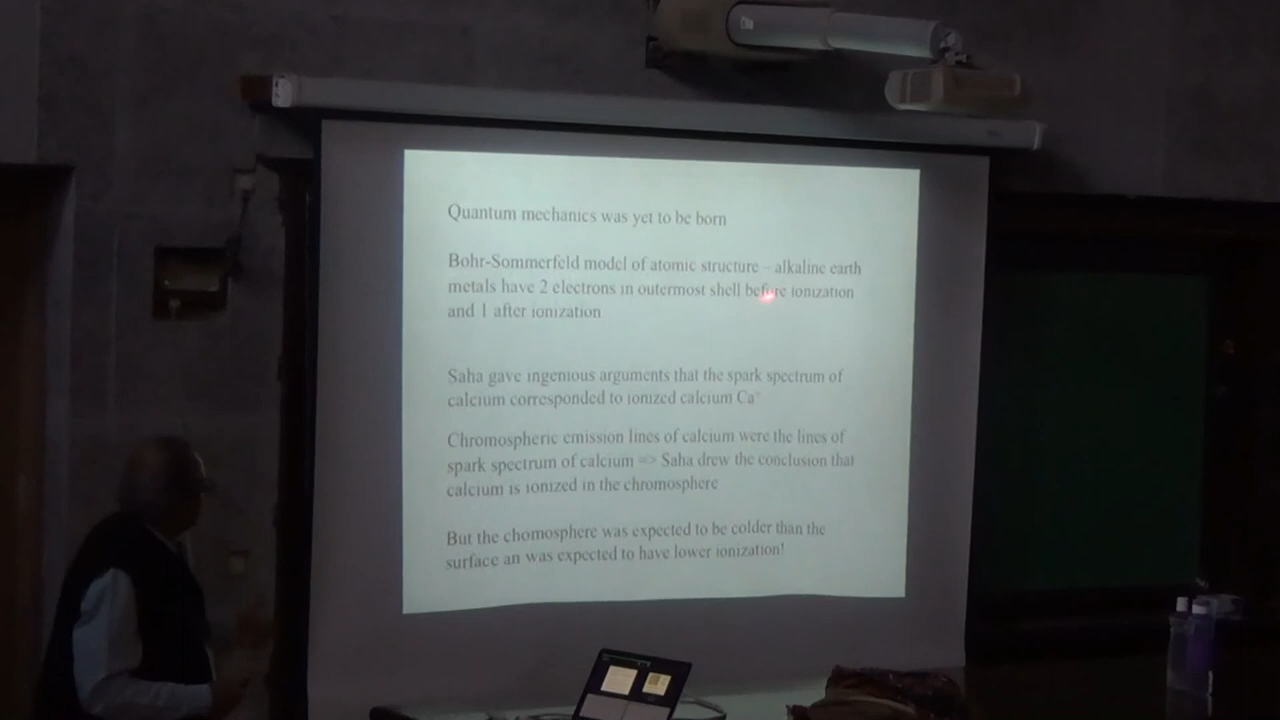 Quantum mechanics was yet to be born
Bohr-Sommerfeld model of atomic structure – alkaline earth
metals have 2 electrons in outermost shell before ionization
and 1 after ionization
Saha gave ingenious arguments that the spark spectrum of
calcium corresponded to ionized calcium Ca⁺
Chromospheric emission lines of calcium were the lines of
spark spectrum of calcium => Saha drew the conclusion that
calcium is ionized in the chromosphere
But the chomosphere was expected to be colder than the
surface an was expected to have lower ionization!